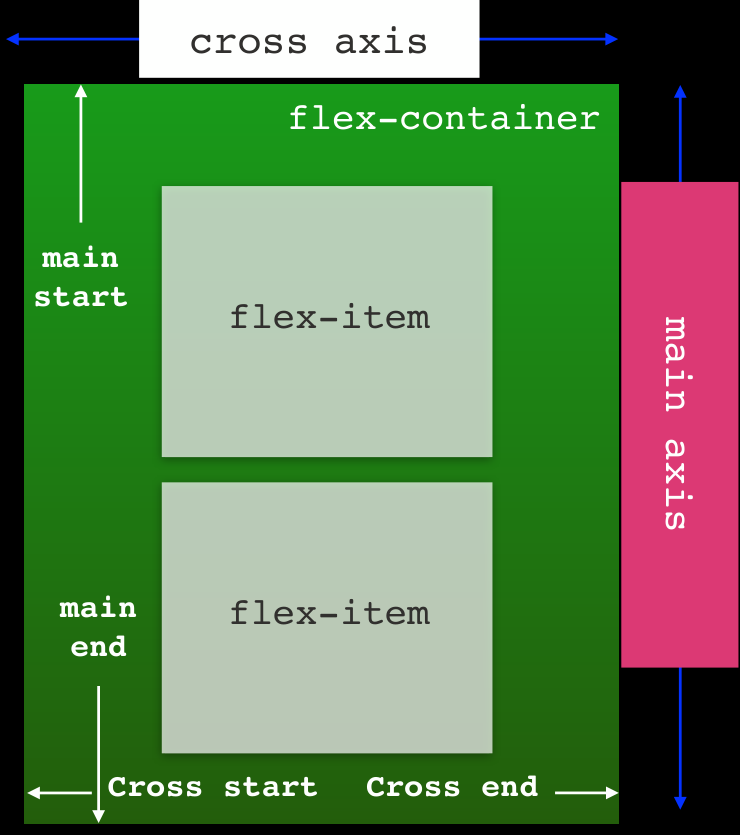 cross axis
flex-container
main
start
flex-item
main axis
flex-item
main
end
Cross start
Cross end